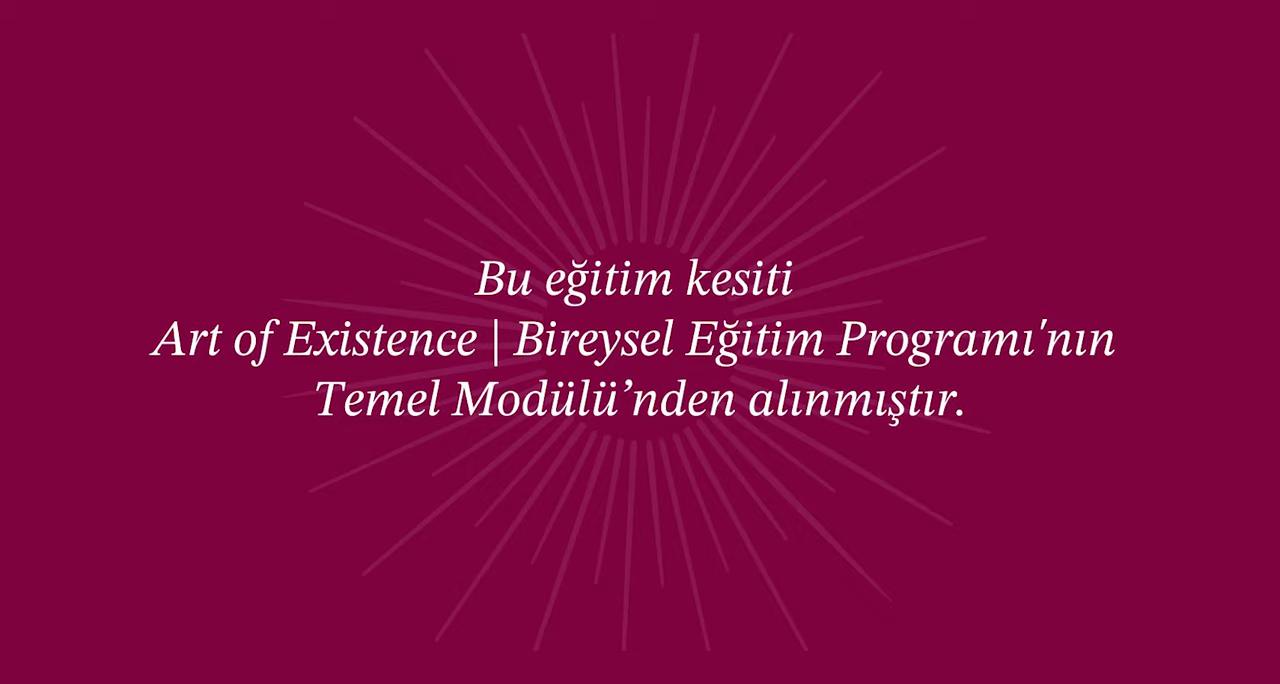 Bu eğitim kesiti
Art of Existence | Bireysel Eğitim Programı'nın
Temel Modülü’nden alınmıştır.